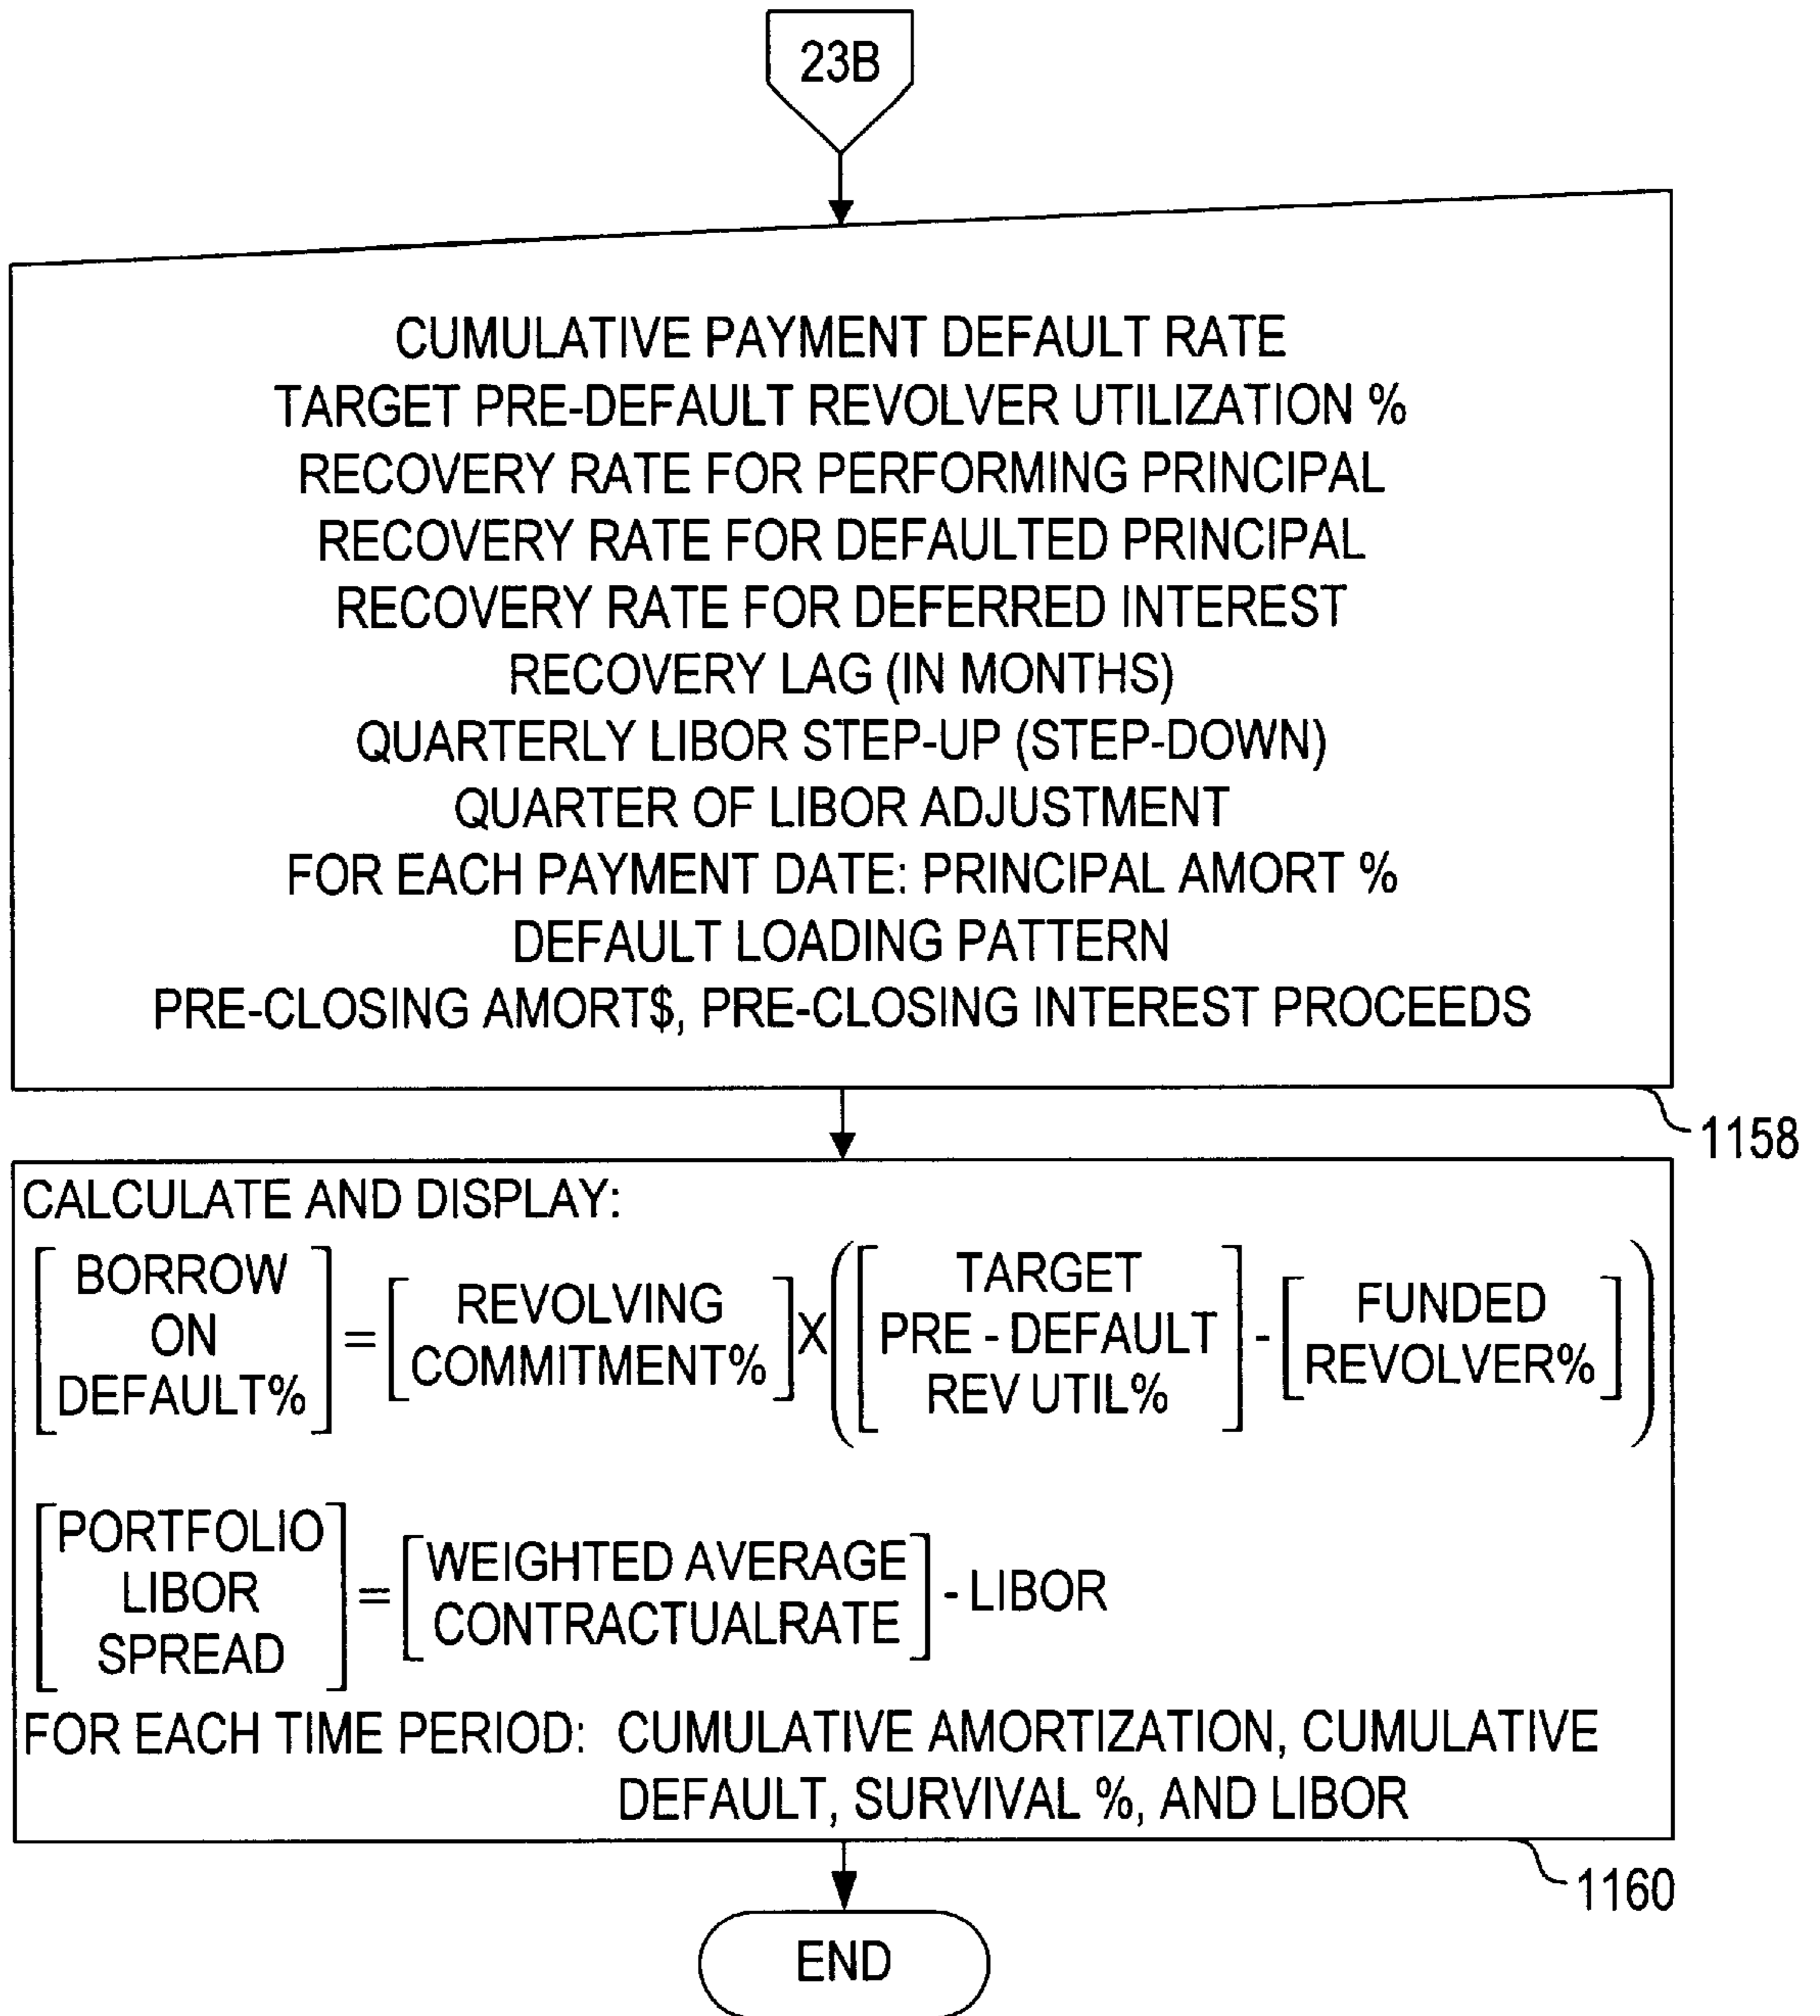 23B
CUMULATIVE PAYMENT DEFAULT RATE
TARGET PRE-DEFAULT REVOLVER UTILIZATION %
RECOVERY RATE FOR PERFORMING PRINCIPAL
RECOVERY RATE FOR DEFAULTED PRINCIPAL
RECOVERY RATE FOR DEFERRED INTEREST
RECOVERY LAG (IN MONTHS)
QUARTERLY LIBOR STEP-UP (STEP-DOWN)
QUARTER OF LIBOR ADJUSTMENT
FOR EACH PAYMENT DATE: PRINCIPAL AMORT %
DEFAULT LOADING PATTERN
PRE-CLOSING AMORT$, PRE-CLOSING INTEREST PROCEEDS
1158
CALCULATE AND DISPLAY:
[BORROW
ON
DEFAULT%]
=
[REVOLVING
COMMITMENT%]
X
([TARGET
PRE - DEFAULT
REV UTIL%]
-
[FUNDED
REVOLVER%])
[PORTFOLIO
LIBOR
SPREAD]
=
[WEIGHTED AVERAGE
CONTRACTUALRATE]
- LIBOR
FOR EACH TIME PERIOD: CUMULATIVE AMORTIZATION, CUMULATIVE
DEFAULT, SURVIVAL %, AND LIBOR
1160
END